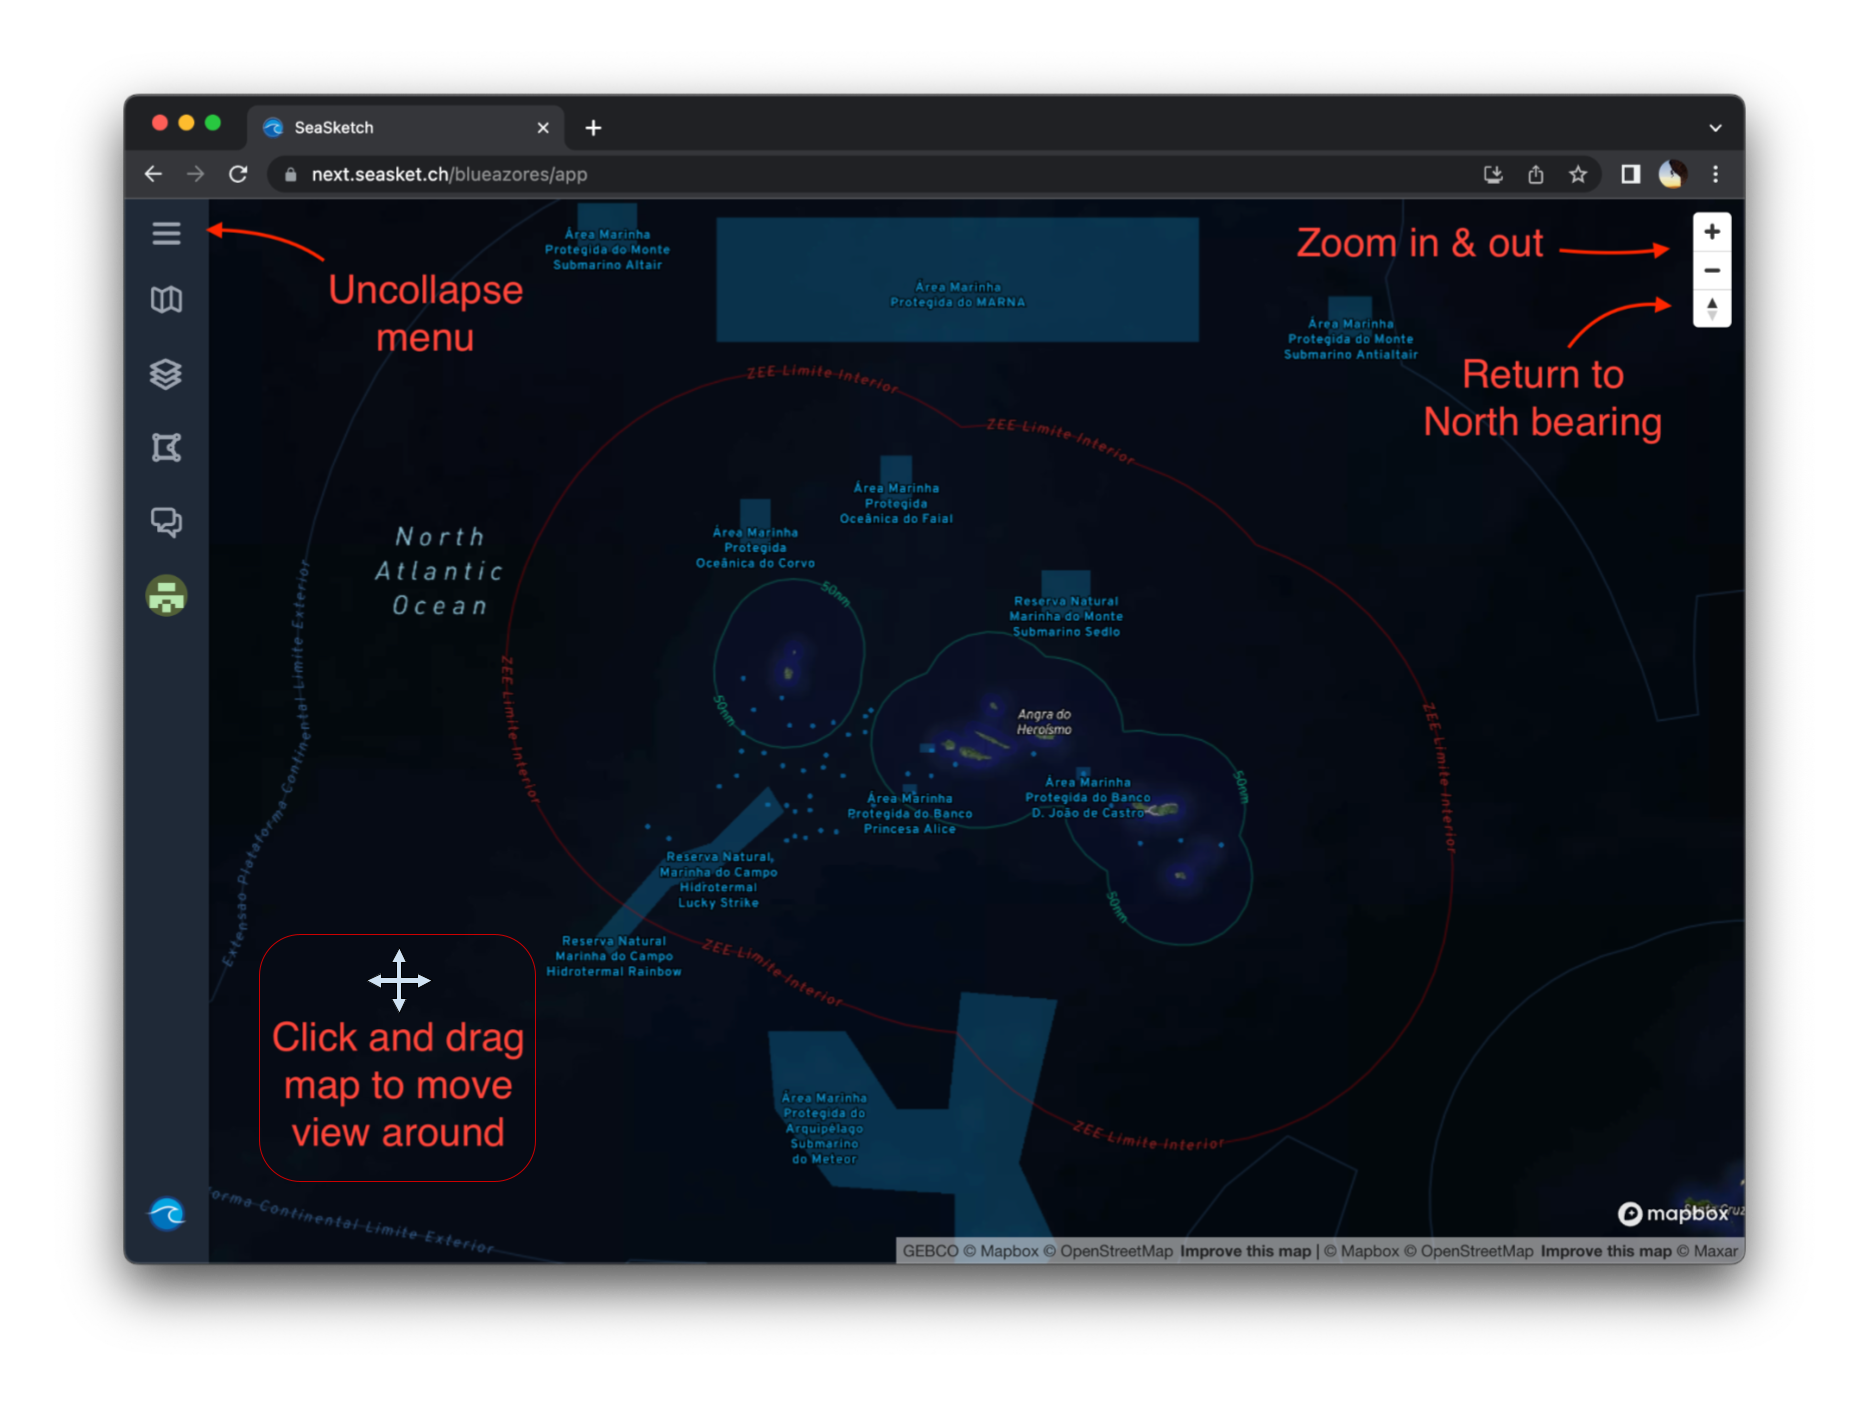 SeaSketch
next.seasket.ch/blueazores/app
Uncollapse
menu
Área Marinha
Protegida do Monte
Submarino Altair
Área Marinha
Protegida do MARNA
Zoom in & out
Área Marinha
Protegida do Monte
Submarino Antialtair
Return to
North bearing
ZEE Limite Interior
ZEE Limite Interior
Área Marinha
Protegida
Oceânica do Faial
Área Marinha
Protegida
Oceânica do Corvo
North
Atlantic
Ocean
50nm
Reserva Natural
Marinha do Monte
Submarino Sedlo
Extensão Plataforma Continental Limite Exterior
ZEE Limite Interior
50nm
Angra do
Heroísmo
ZEE Limite Interior
50nm
Área Marinha
Protegida do Banco
D. João de Castro
Área Marinha
Protegida do Banco
Princesa Alice
Reserva Natural
Marinha do Campo
Hidrotermal
Lucky Strike
50nm
Reserva Natural
Marinha do Campo
Hidrotermal Rainbow
ZEE Limite Interior
Click and drag
map to move
view around
Área Marinha
Protegida do
Arquipélago
Submarino
do Meteor
ZEE Limite Interior
orma Continental Limite Exterior
mapbox
GEBCO © Mapbox © OpenStreetMap Improve this map | © Mapbox © OpenStreetMap Improve this map © Maxar